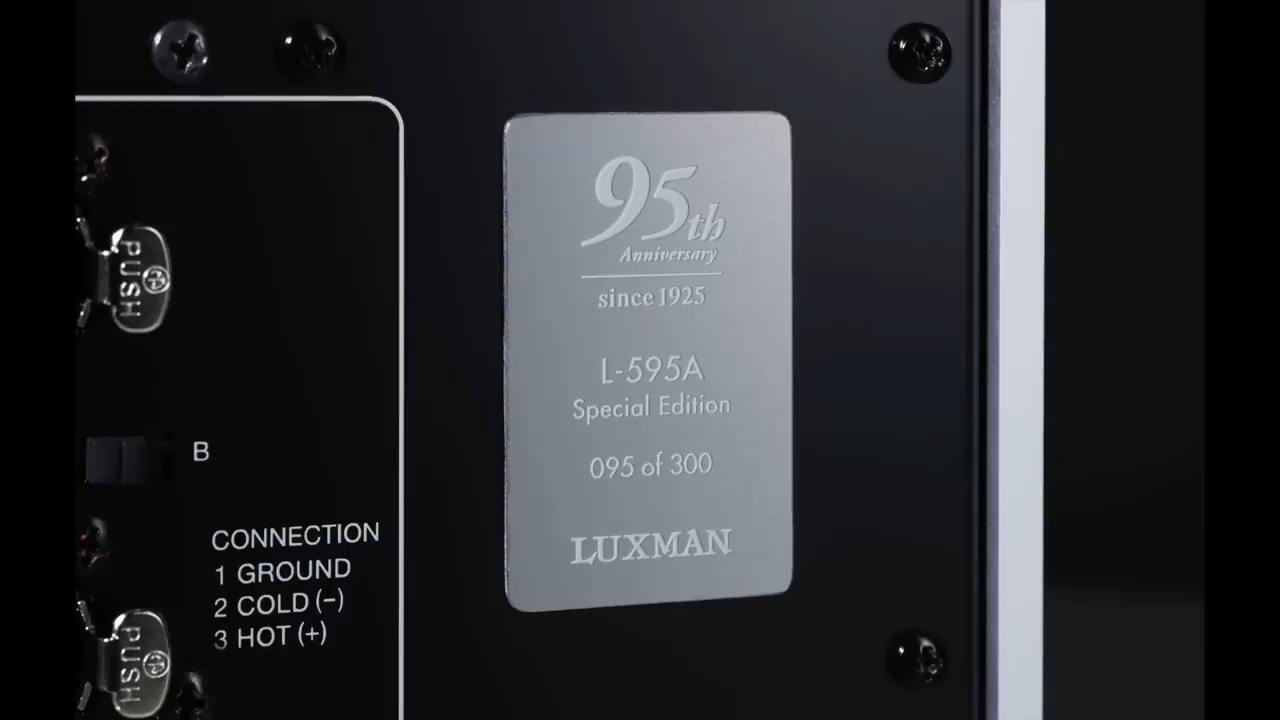 95th
Anniversary
since 1925
L-595A
Special Edition
095 of 300
LUXMAN
PUSH
B
CONNECTION
1 GROUND
2 COLD (−)
3 HOT (+)
PUSH